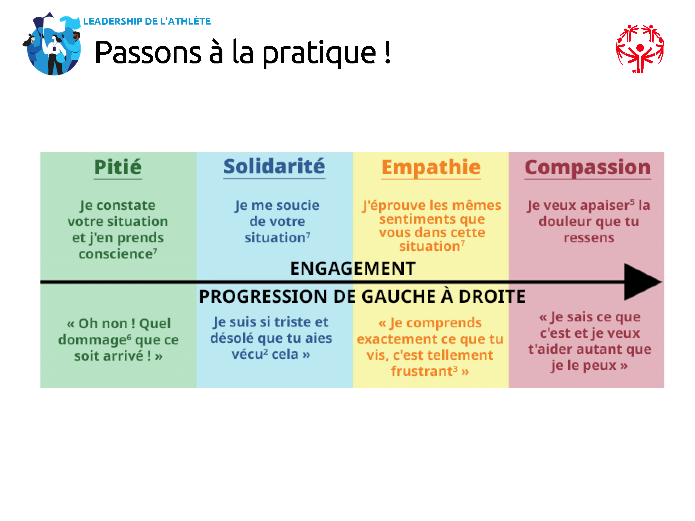 LEADERSHIP DE L'ATHLÈTE
Passons à la pratique !
Pitié
Je constate
votre situation
et j'en prends
conscience⁷
Solidarité
Je me soucie
de votre
situation⁷
Empathie
J'éprouve les mêmes
sentiments que
vous dans cette
situation⁷
Compassion
Je veux apaiser⁵ la
douleur que tu
ressens
ENGAGEMENT
PROGRESSION DE GAUCHE À DROITE
« Oh non ! Quel
dommage⁶ que ce
soit arrivé ! »
Je suis si triste et
désolé que tu aies
vécu² cela »
« Je comprends
exactement ce que tu
vis, c'est tellement
frustrant³ »
« Je sais ce que
c'est et je veux
t'aider autant que
je le peux »